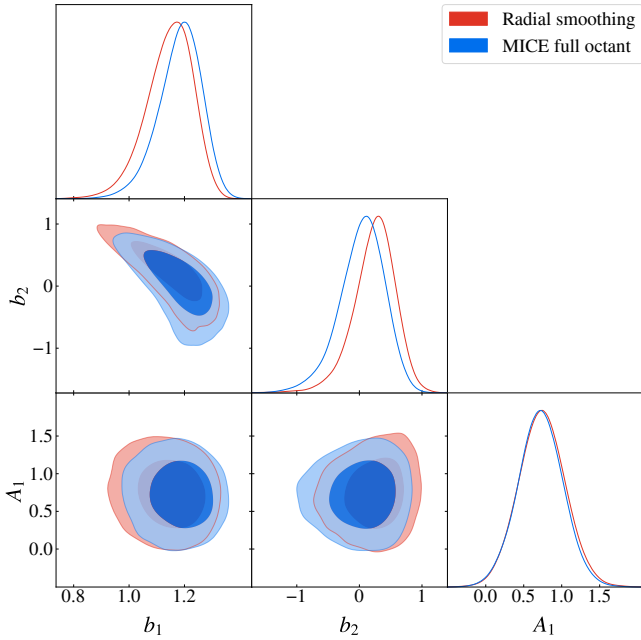 Radial smoothing
MICE full octant
1
0
−1
b₂
1.5
1.0
0.5
0.0
A₁
0.8 1.0 1.2
−1 0 1
0.0 0.5 1.0 1.5
b₁
b₂
A₁